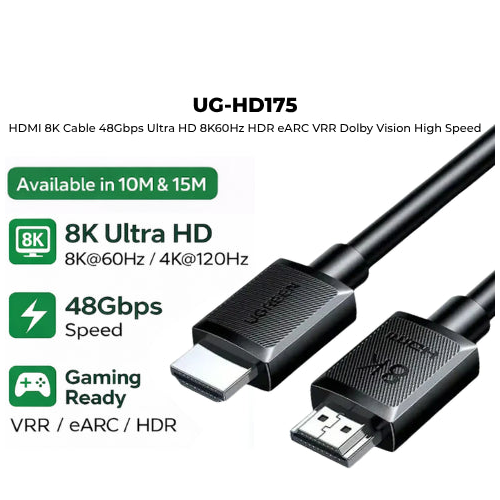 UG-HD175
HDMI 8K Cable 48Gbps Ultra HD 8K60Hz HDR eARC VRR Dolby Vision High Speed
Available in 10M & 15M
8K
8K Ultra HD
8K@60Hz / 4K@120Hz
48Gbps
Speed
Gaming
Ready
VRR / eARC / HDR
UGREEN
HDMI
8K